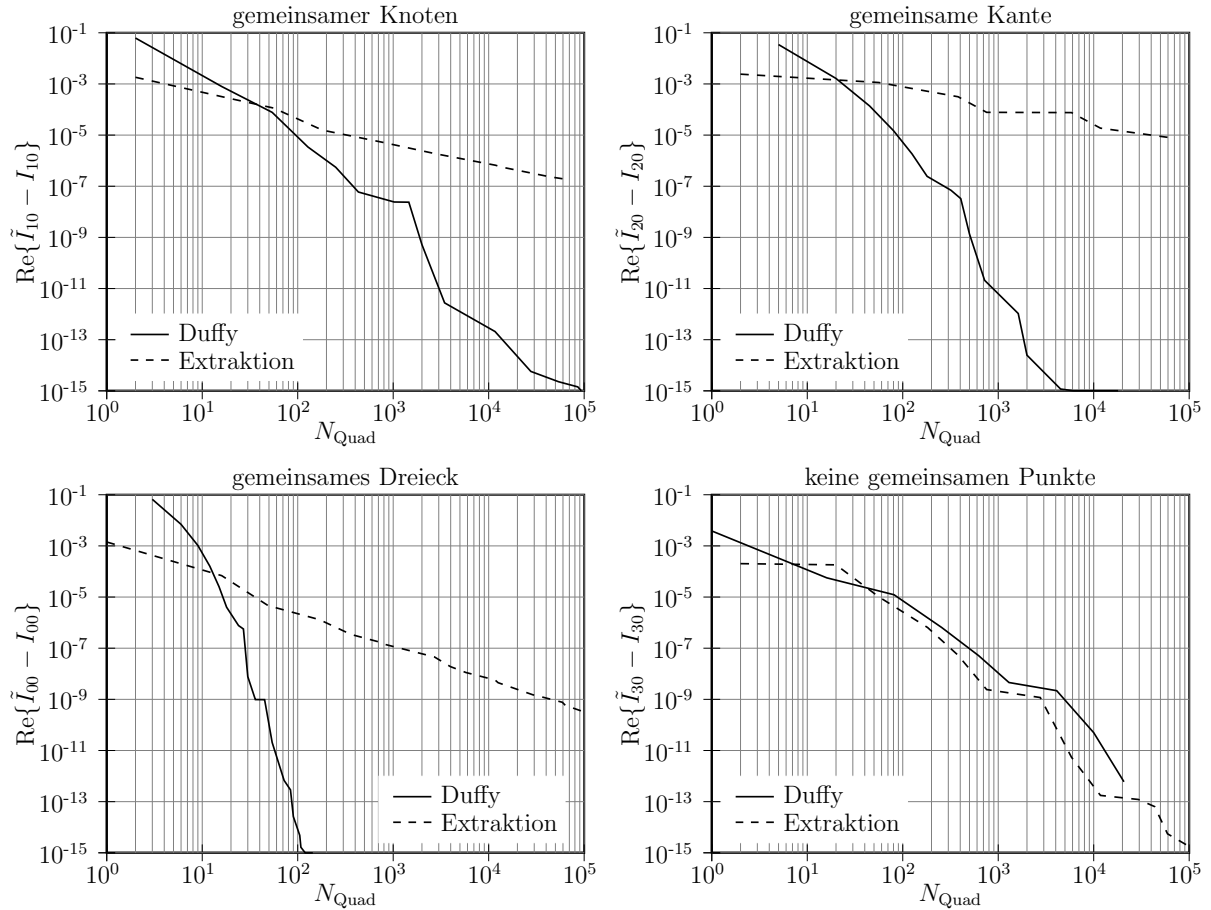 gemeinsamer Knoten
10^-1
10^-3
10^-5
10^-7
10^-9
10^-11
10^-13
10^-15
Re{Ĩ_10 − I_10}
Duffy
Extraktion
10^0 10^1 10^2 10^3 10^4 10^5
N_Quad
gemeinsame Kante
10^-1
10^-3
10^-5
10^-7
10^-9
10^-11
10^-13
10^-15
Re{Ĩ_20 − I_20}
Duffy
Extraktion
10^0 10^1 10^2 10^3 10^4 10^5
N_Quad
gemeinsames Dreieck
10^-1
10^-3
10^-5
10^-7
10^-9
10^-11
10^-13
10^-15
Re{Ĩ_00 − I_00}
Duffy
Extraktion
10^0 10^1 10^2 10^3 10^4 10^5
N_Quad
keine gemeinsamen Punkte
10^-1
10^-3
10^-5
10^-7
10^-9
10^-11
10^-13
10^-15
Re{Ĩ_30 − I_30}
Duffy
Extraktion
10^0 10^1 10^2 10^3 10^4 10^5
N_Quad